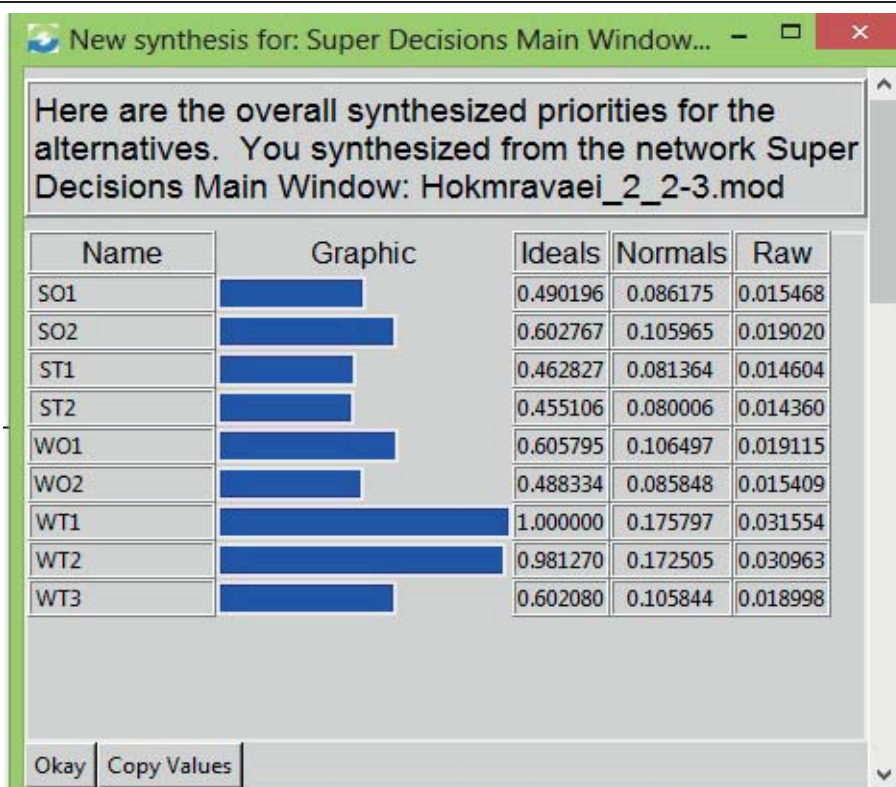 New synthesis for: Super Decisions Main Window...
Here are the overall synthesized priorities for the
alternatives. You synthesized from the network Super
Decisions Main Window: Hokmravaei_2_2-3.mod
Name Graphic Ideals Normals Raw
SO1 0.490196 0.086175 0.015468
SO2 0.602767 0.105965 0.019020
ST1 0.462827 0.081364 0.014604
ST2 0.455106 0.080006 0.014360
WO1 0.605795 0.106497 0.019115
WO2 0.488334 0.085848 0.015409
WT1 1.000000 0.175797 0.031554
WT2 0.981270 0.172505 0.030963
WT3 0.602080 0.105844 0.018998
Okay Copy Values